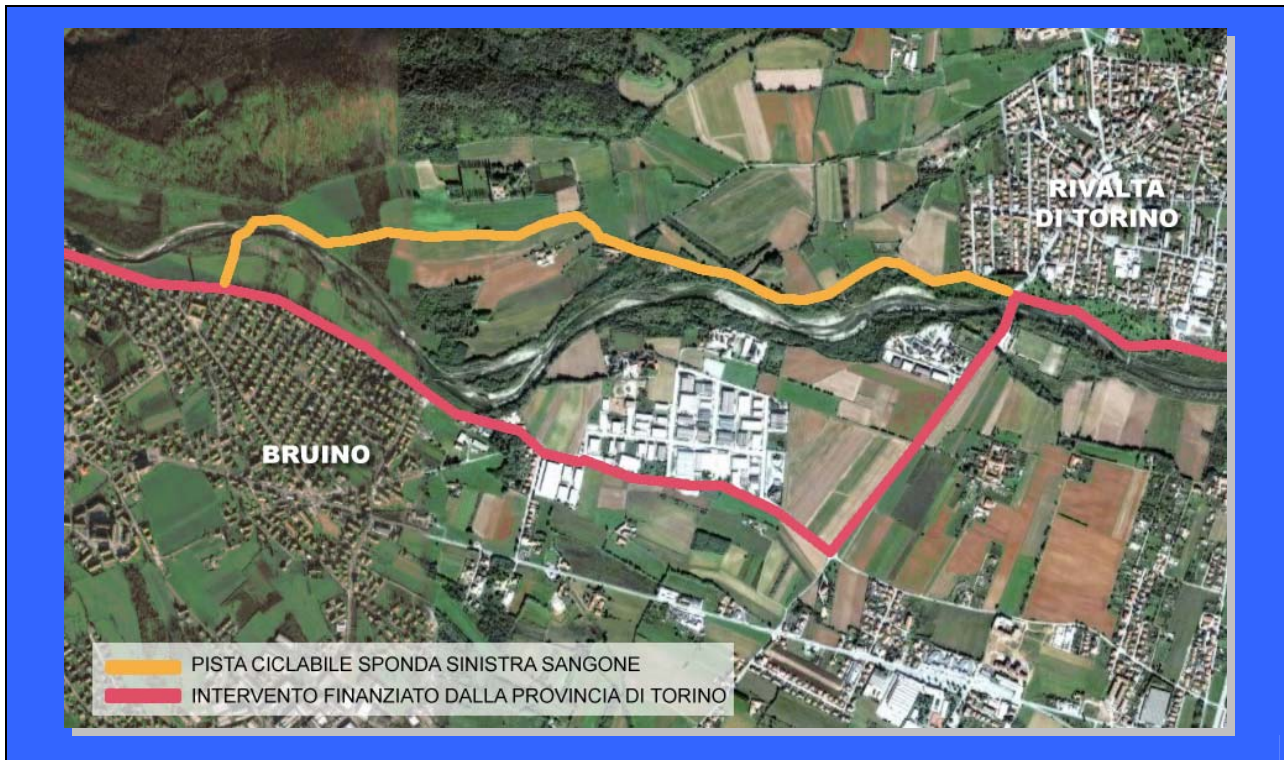 RIVALTA
DI TORINO
BRUINO
PISTA CICLABILE SPONDA SINISTRA SANGONE
INTERVENTO FINANZIATO DALLA PROVINCIA DI TORINO